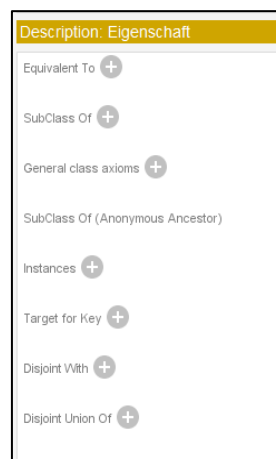 Description: Eigenschaft
Equivalent To
SubClass Of
General class axioms
SubClass Of (Anonymous Ancestor)
Instances
Target for Key
Disjoint With
Disjoint Union Of